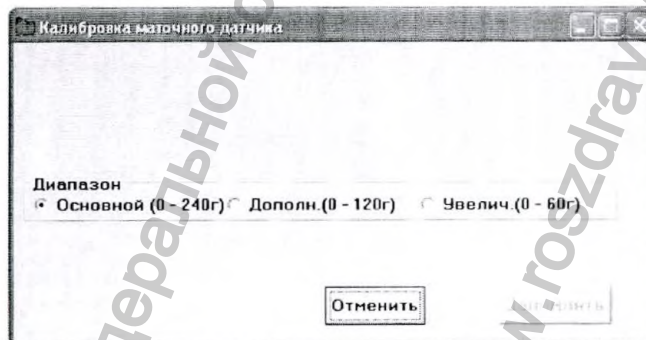 Калибровка маточного датчика
Диапазон
Основной (0 - 240г) Дополн.(0 - 120г) Увелич.(0 - 60г)
Отменить